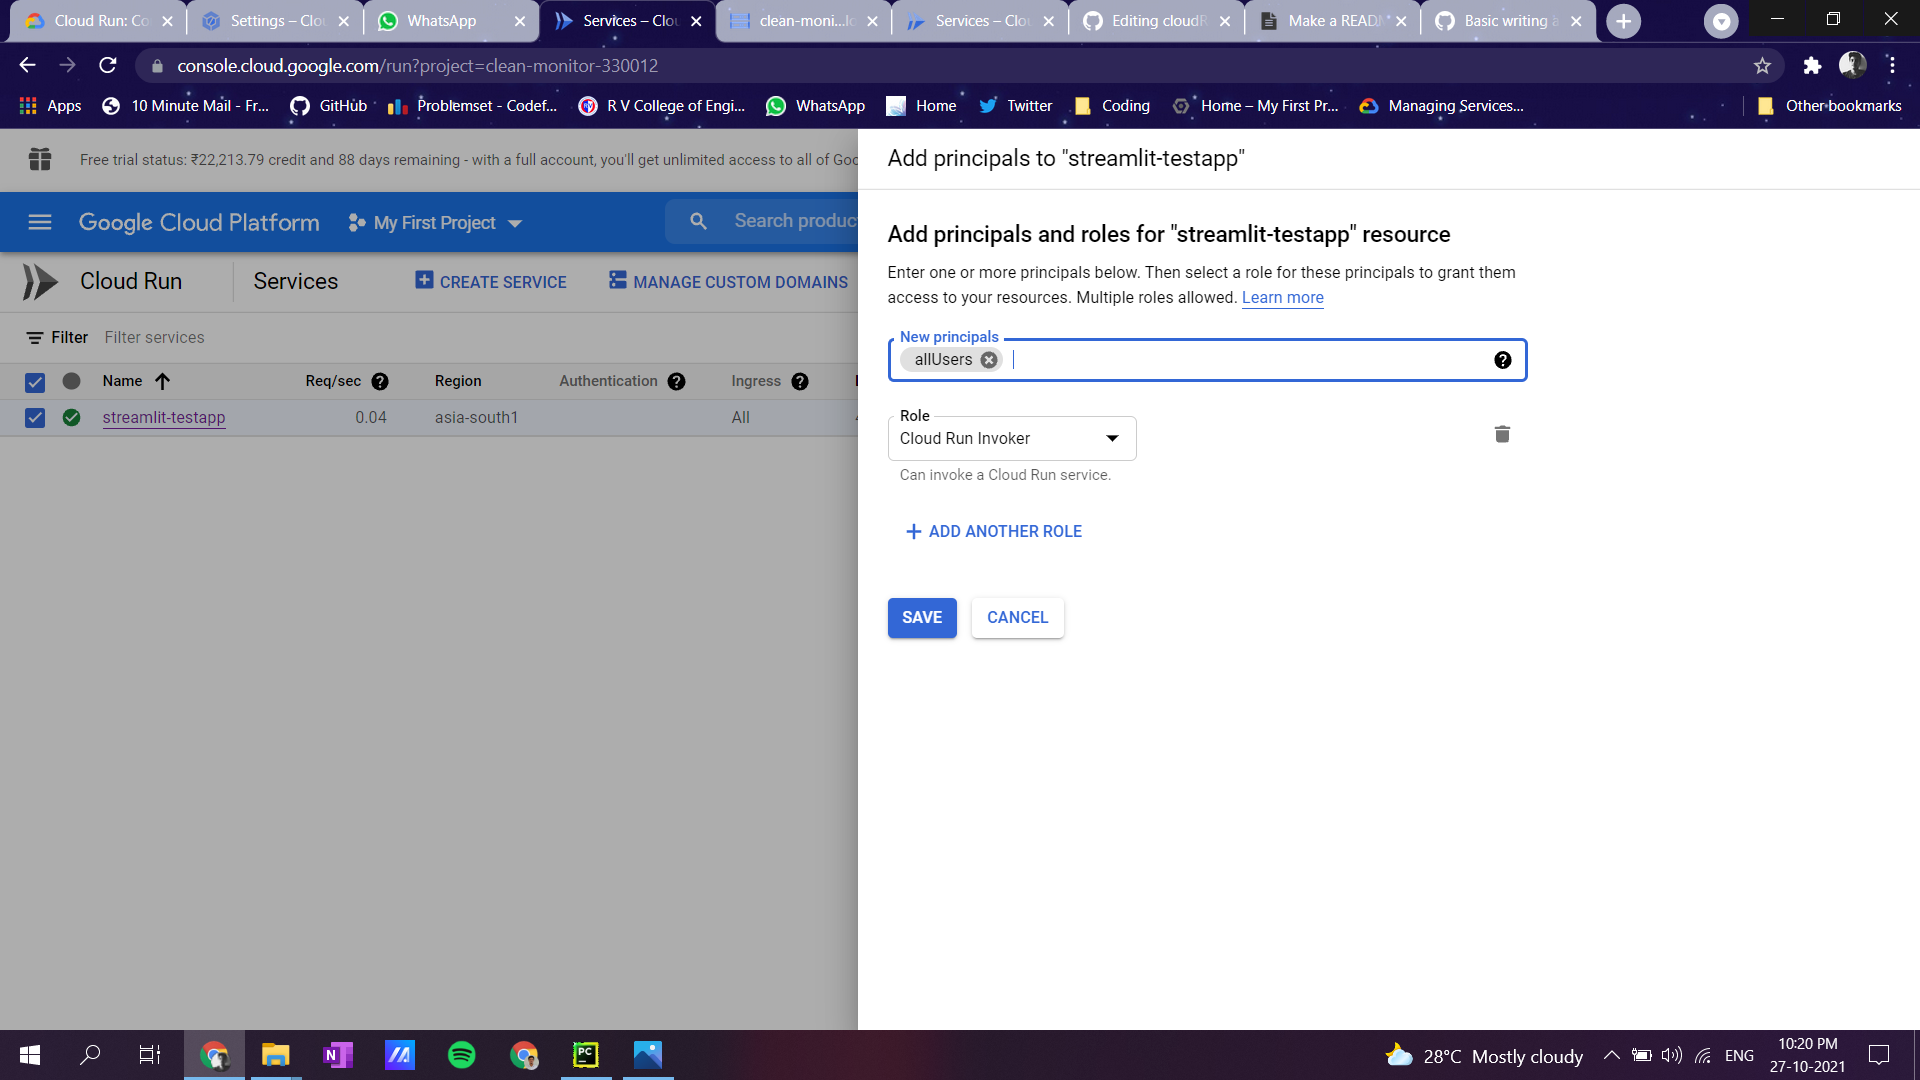 Cloud Run: Co
Settings – Clou
WhatsApp
Services – Clou
clean-moni...lo
Services – Clou
Editing cloudR
Make a READ
Basic writing a
console.cloud.google.com/run?project=clean-monitor-330012
Apps
10 Minute Mail - Fr...
GitHub
Problemset - Codef...
R V College of Engi...
WhatsApp
Home
Twitter
Coding
Home – My First Pr...
Managing Services...
Other bookmarks
Free trial status: ₹22,213.79 credit and 88 days remaining - with a full account, you'll get unlimited access to all of Goo
Google Cloud Platform
My First Project
Search produc
Cloud Run
Services
CREATE SERVICE
MANAGE CUSTOM DOMAINS
Filter
Filter services
Name
Req/sec
Region
Authentication
Ingress
streamlit-testapp
0.04
asia-south1
All
Add principals to "streamlit-testapp"
Add principals and roles for "streamlit-testapp" resource
Enter one or more principals below. Then select a role for these principals to grant them
access to your resources. Multiple roles allowed. Learn more
New principals
allUsers
Role
Cloud Run Invoker
Can invoke a Cloud Run service.
ADD ANOTHER ROLE
SAVE
CANCEL
28°C Mostly cloudy
ENG
10:20 PM
27-10-2021